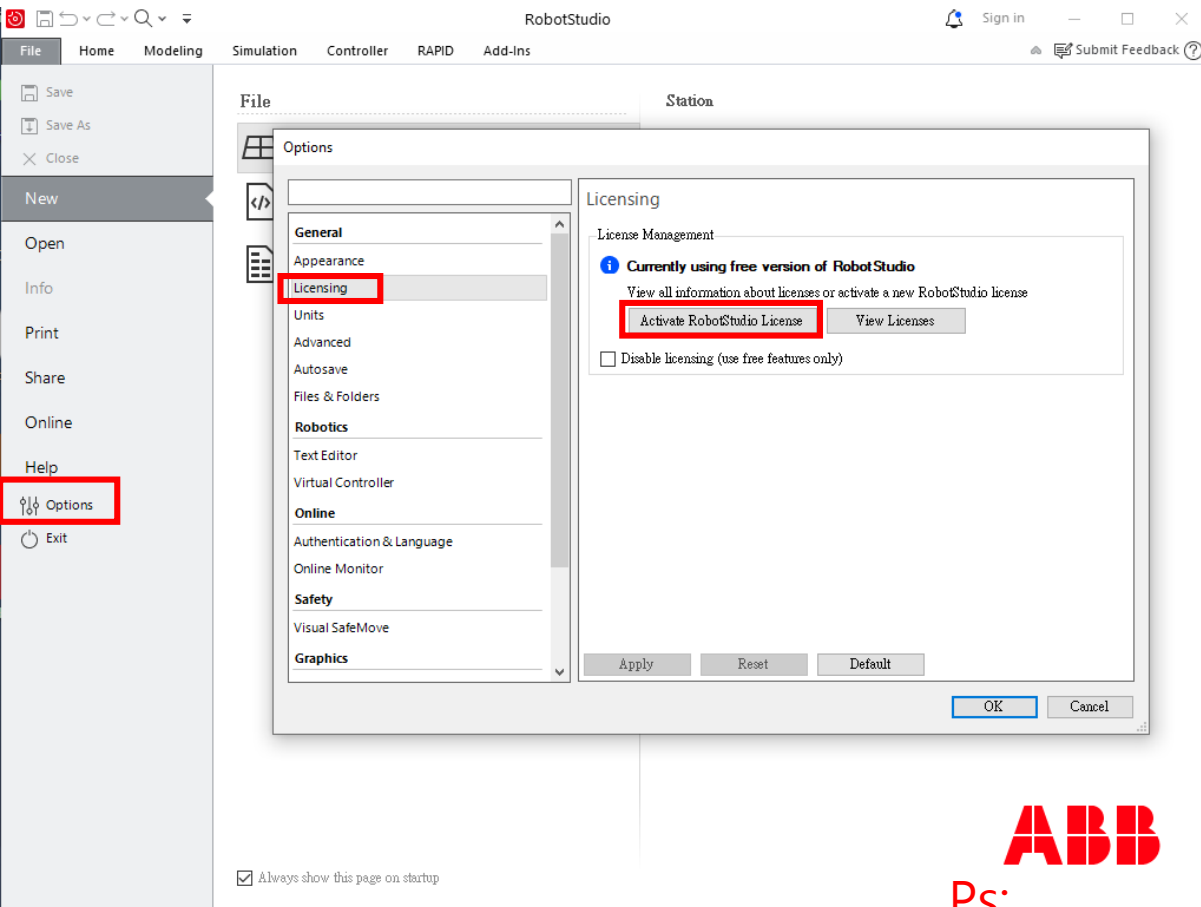 RobotStudio
Sign in
File Home Modeling Simulation Controller RAPID Add-Ins
Submit Feedback
Save
Save As
Close
New
Open
Info
Print
Share
Online
Help
Options
Exit
File
Station
Options
General
Appearance
Licensing
Units
Advanced
Autosave
Files & Folders
Robotics
Text Editor
Virtual Controller
Online
Authentication & Language
Online Monitor
Safety
Visual SafeMove
Graphics
Licensing
License Management
Currently using free version of RobotStudio
View all information about licenses or activate a new RobotStudio license
Activate RobotStudio License View Licenses
Disable licensing (use free features only)
Apply Reset Default
OK Cancel
Always show this page on startup
ABB
Ps: